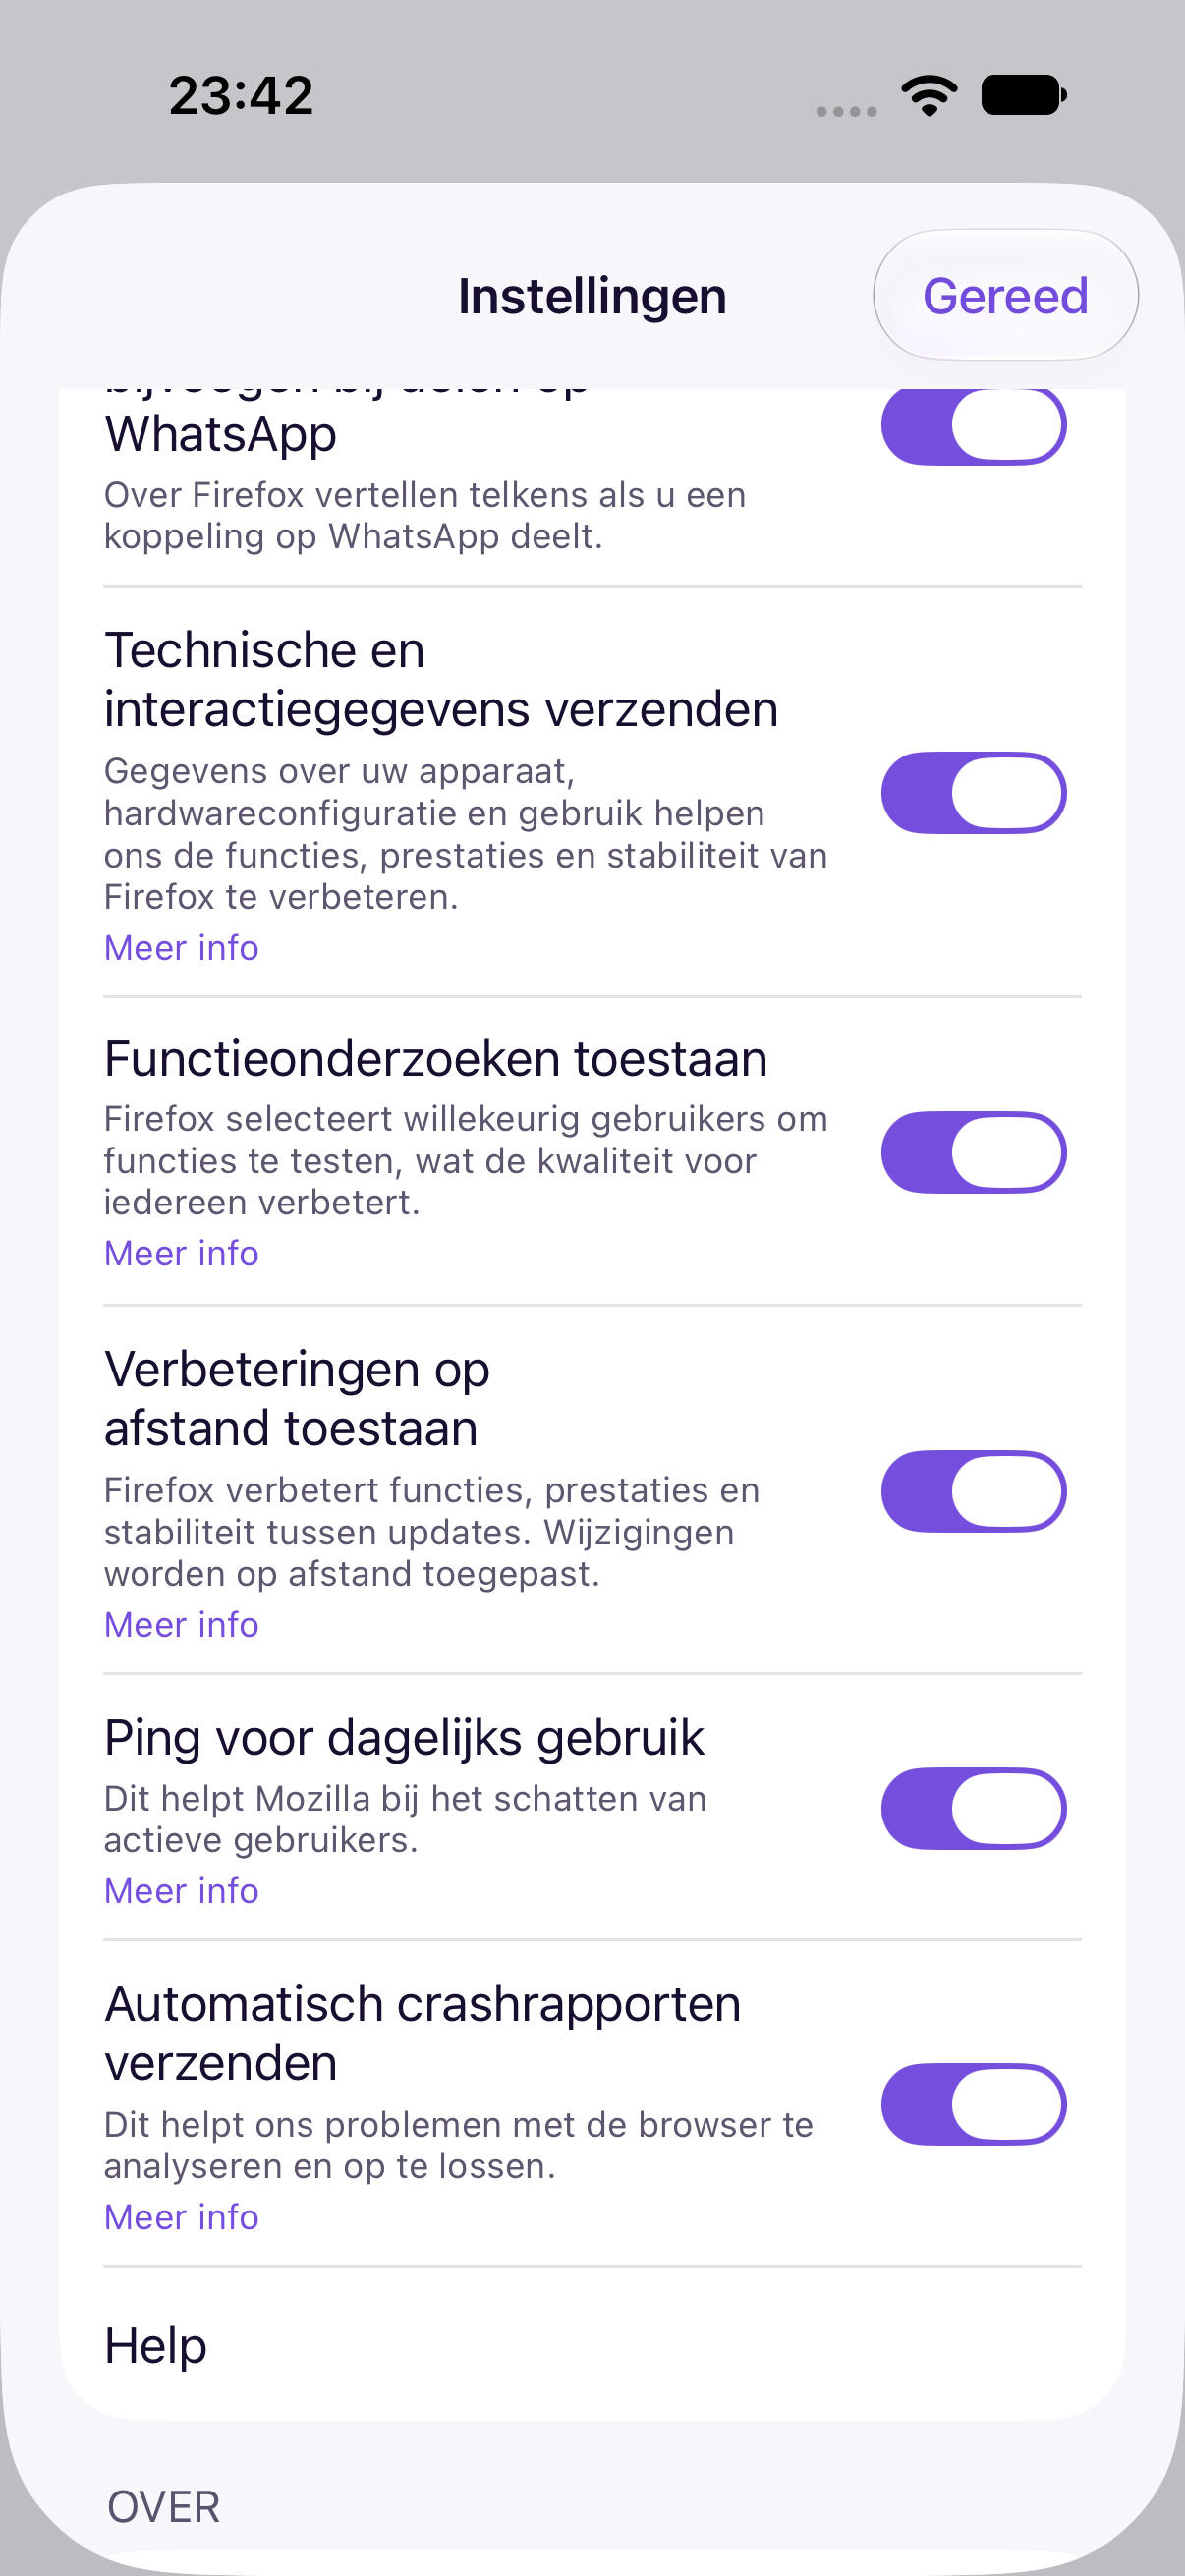 23:42
Instellingen
Gereed
bijvoegen bij delen op
WhatsApp
Over Firefox vertellen telkens als u een
koppeling op WhatsApp deelt.
Technische en
interactiegegevens verzenden
Gegevens over uw apparaat,
hardwareconfiguratie en gebruik helpen
ons de functies, prestaties en stabiliteit van
Firefox te verbeteren.
Meer info
Functieonderzoeken toestaan
Firefox selecteert willekeurig gebruikers om
functies te testen, wat de kwaliteit voor
iedereen verbetert.
Meer info
Verbeteringen op
afstand toestaan
Firefox verbetert functies, prestaties en
stabiliteit tussen updates. Wijzigingen
worden op afstand toegepast.
Meer info
Ping voor dagelijks gebruik
Dit helpt Mozilla bij het schatten van
actieve gebruikers.
Meer info
Automatisch crashrapporten
verzenden
Dit helpt ons problemen met de browser te
analyseren en op te lossen.
Meer info
Help
OVER